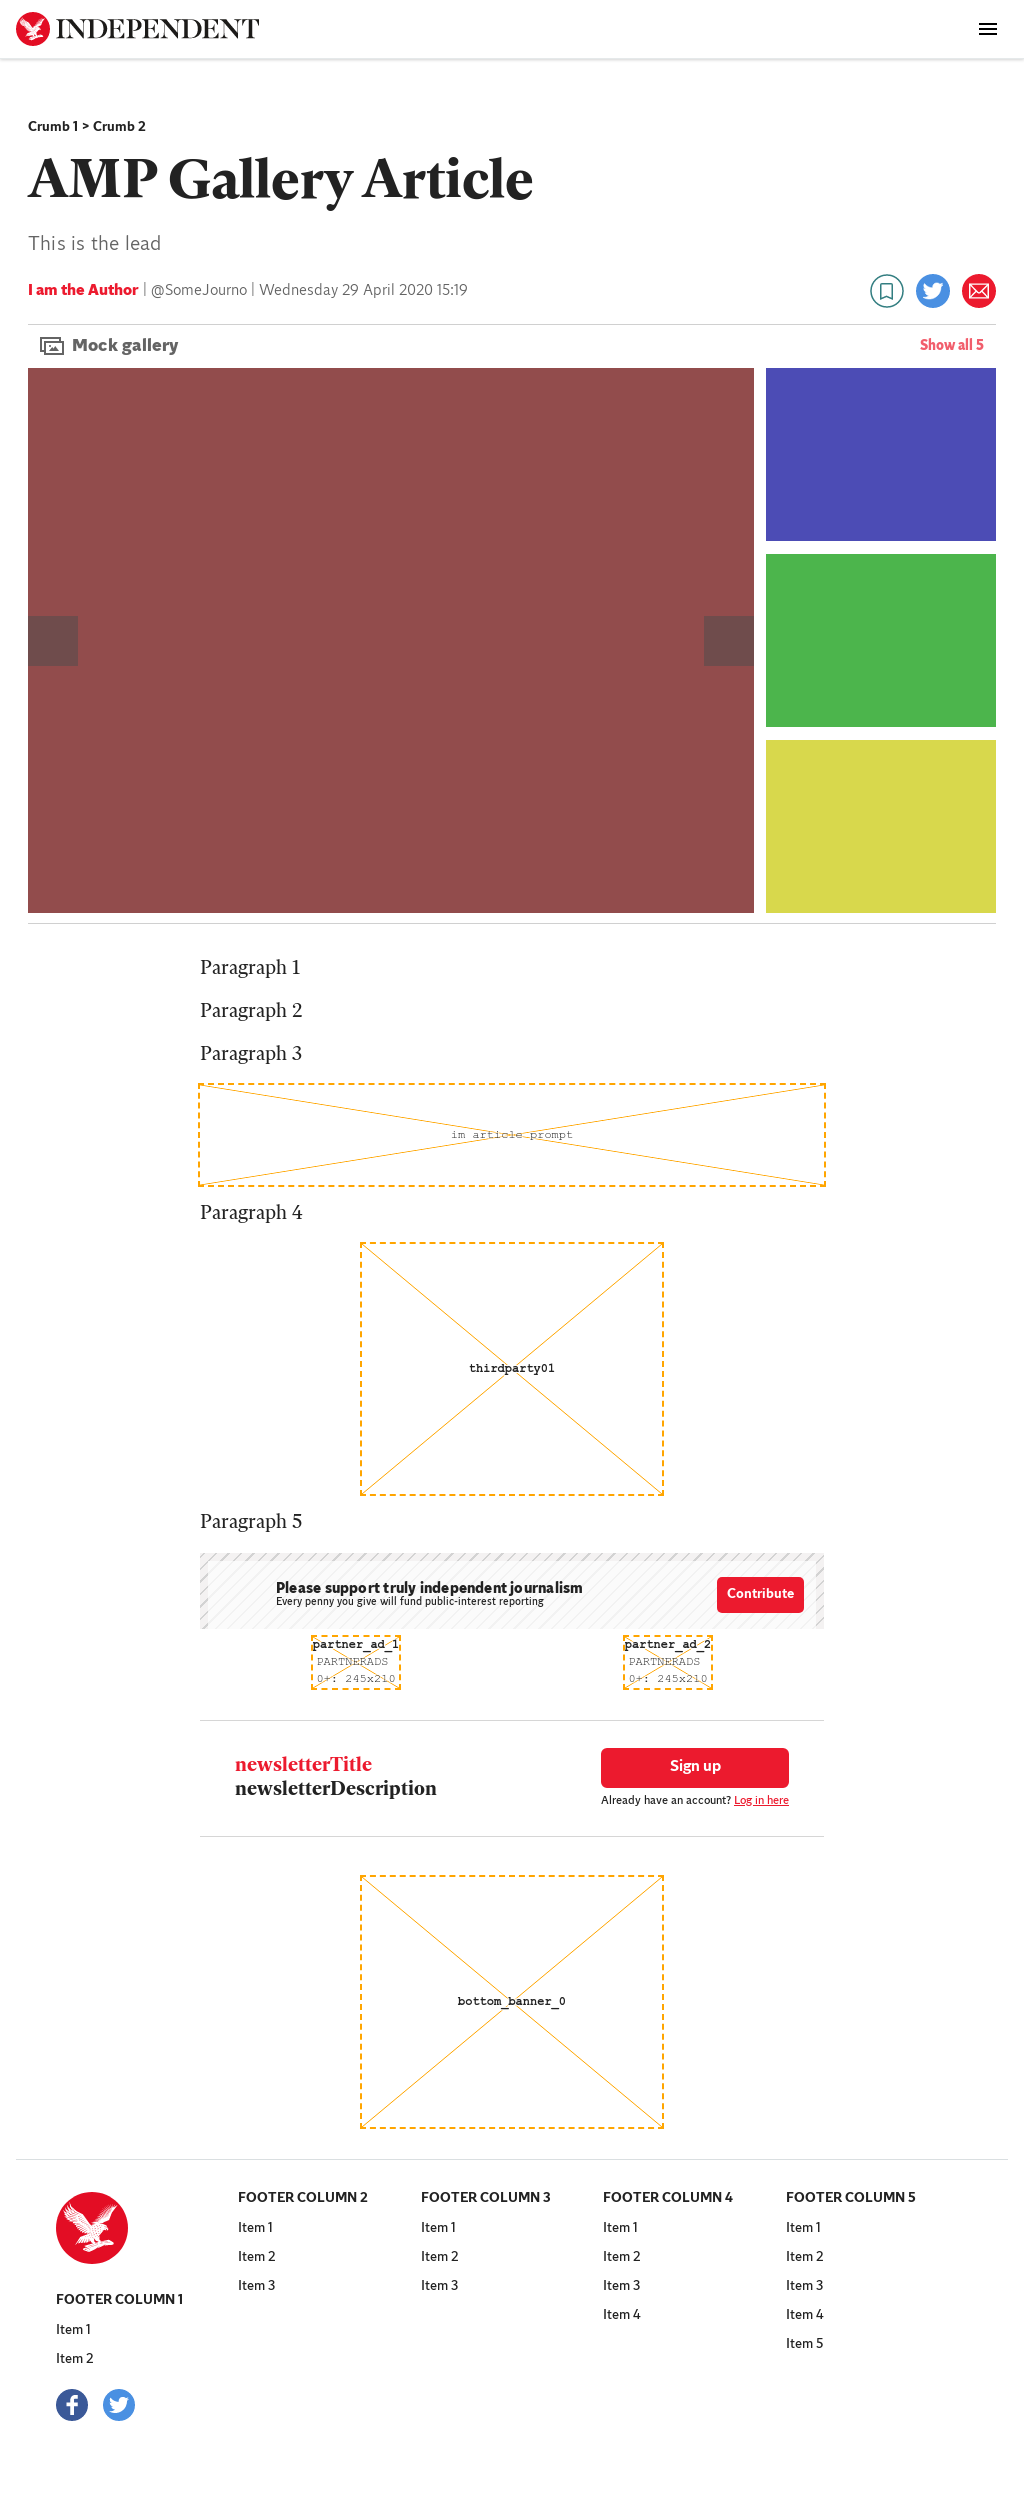 INDEPENDENT
Crumb 1 > Crumb 2
AMP Gallery Article
This is the lead
I am the Author | @SomeJourno | Wednesday 29 April 2020 15:19
Mock gallery
Show all 5
Paragraph 1
Paragraph 2
Paragraph 3
im article prompt
Paragraph 4
thirdparty01
Paragraph 5
Please support truly independent journalism
Every penny you give will fund public-interest reporting
Contribute
partner_ad_1
PARTNERADS
0+: 245x210
partner_ad_2
PARTNERADS
0+: 245x210
newsletterTitle
newsletterDescription
Sign up
Already have an account? Log in here
bottom_banner_0
FOOTER COLUMN 1
Item 1
Item 2
FOOTER COLUMN 2
Item 1
Item 2
Item 3
FOOTER COLUMN 3
Item 1
Item 2
Item 3
FOOTER COLUMN 4
Item 1
Item 2
Item 3
Item 4
FOOTER COLUMN 5
Item 1
Item 2
Item 3
Item 4
Item 5